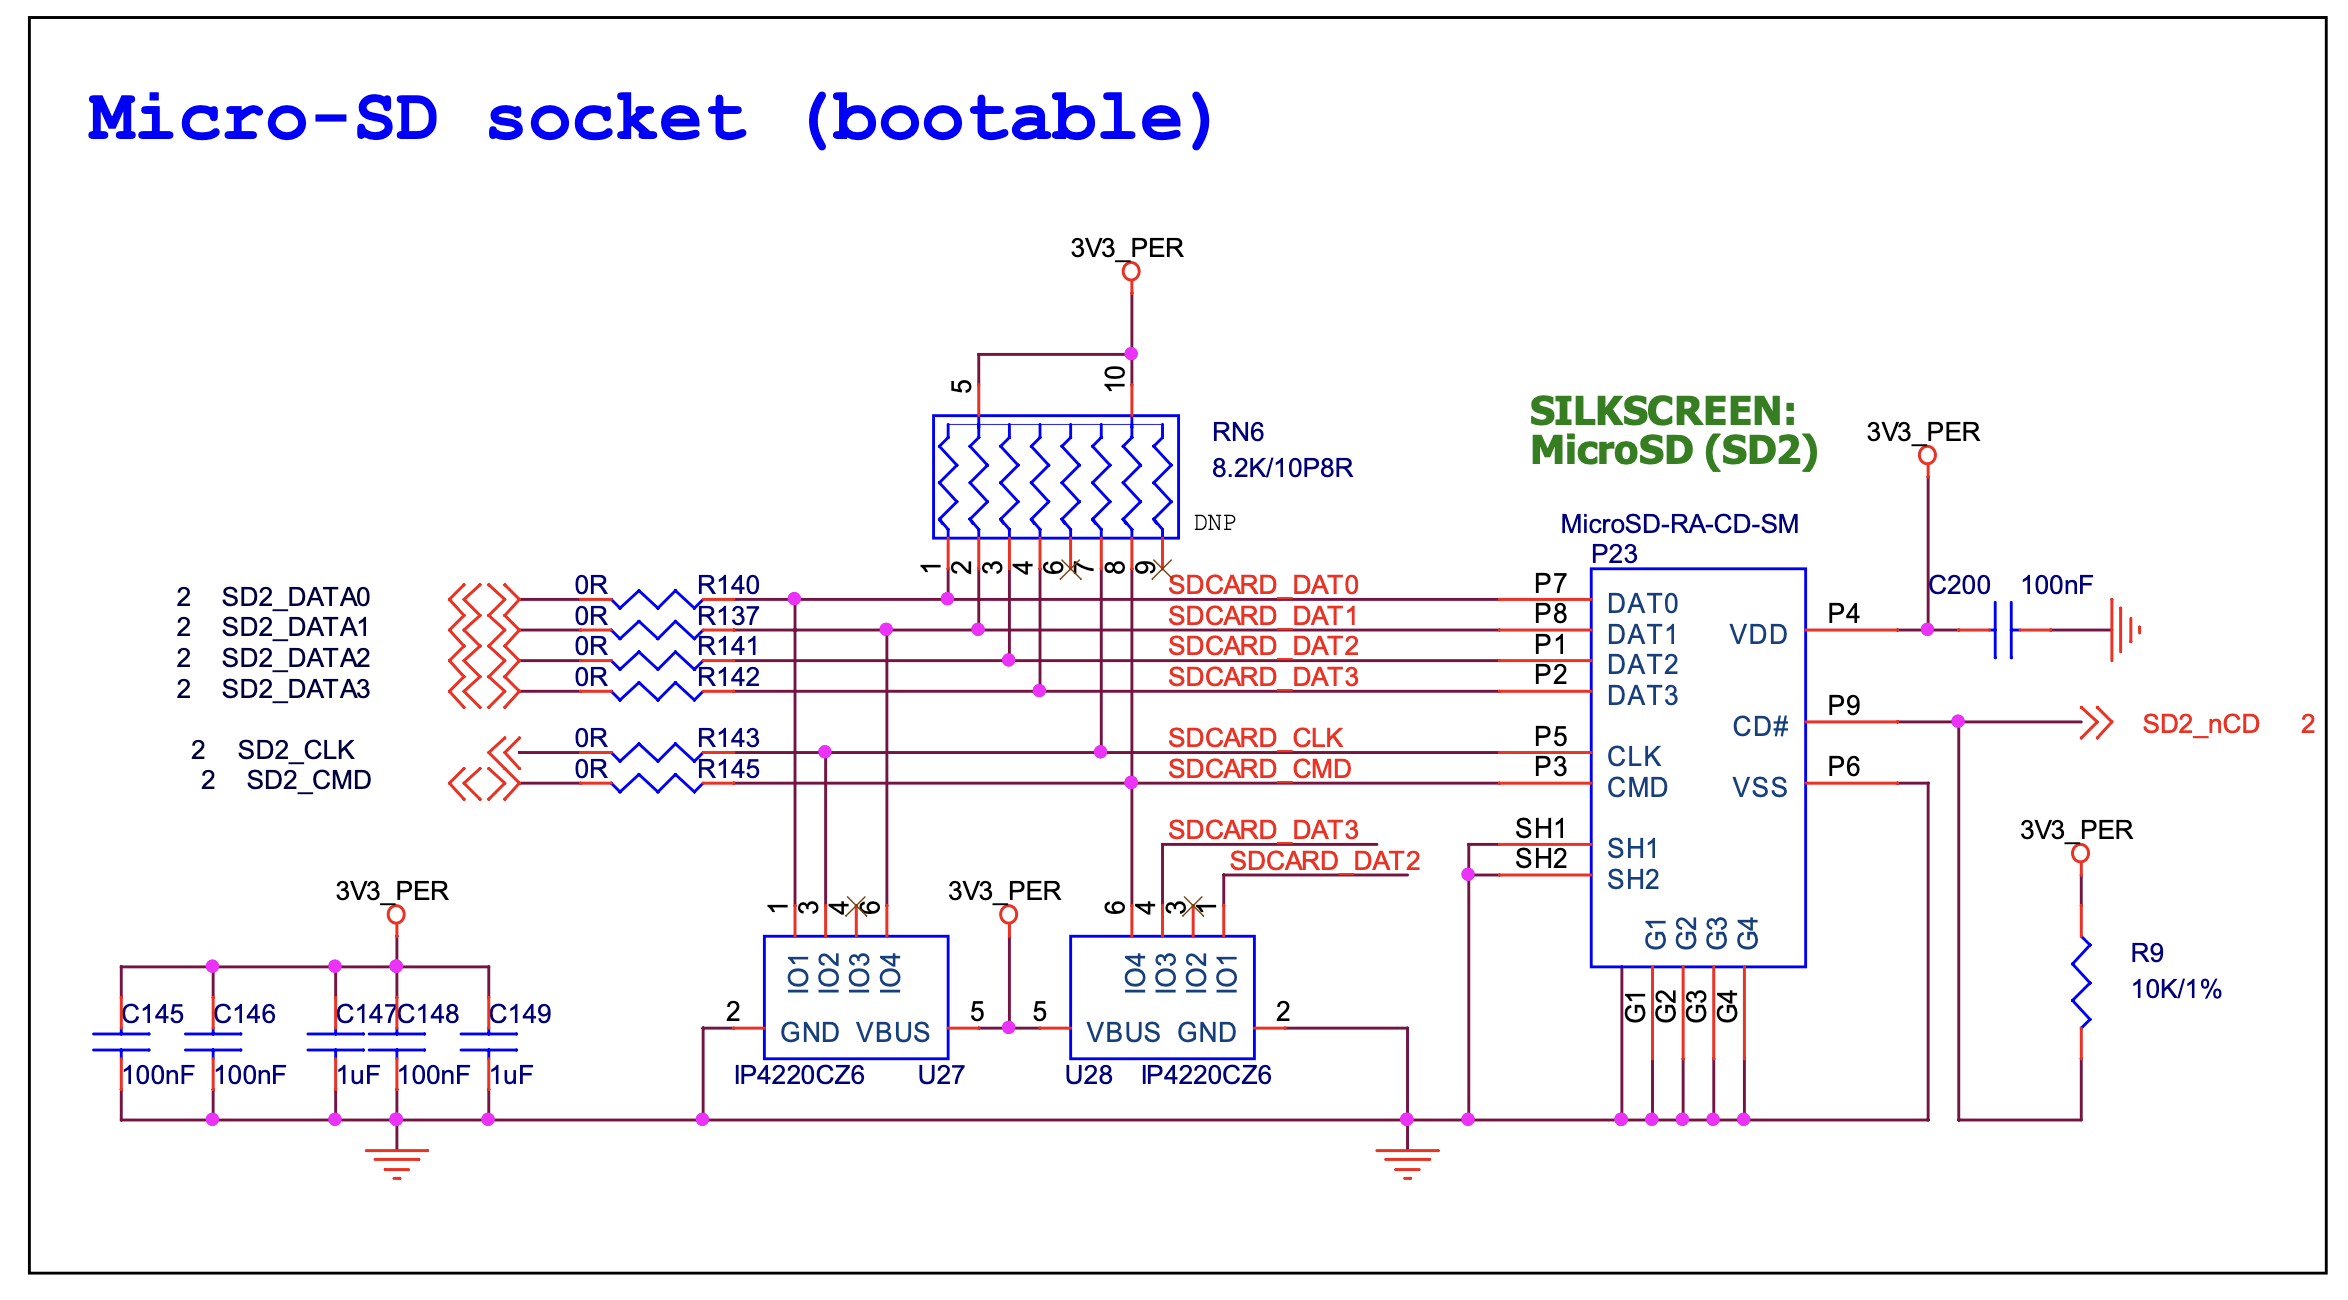 Micro-SD socket (bootable)
3V3_PER
5
10
RN6
8.2K/10P8R
DNP
1
2
3
4
6
7
8
9
SILKSCREEN:
MicroSD (SD2)
3V3_PER
MicroSD-RA-CD-SM
P23
2 SD2_DATA0
0R R140
SDCARD_DAT0
P7
DAT0
2 SD2_DATA1
0R R137
SDCARD_DAT1
P8
DAT1
2 SD2_DATA2
0R R141
SDCARD_DAT2
P1
DAT2
2 SD2_DATA3
0R R142
SDCARD_DAT3
P2
DAT3
2 SD2_CLK
0R R143
SDCARD_CLK
P5
CLK
2 SD2_CMD
0R R145
SDCARD_CMD
P3
CMD
C200 100nF
VDD
P4
CD#
P9
SD2_nCD 2
VSS
P6
SH1
SH1
SH2
SH2
G1
G2
G3
G4
G1
G2
G3
G4
3V3_PER
R9
10K/1%
SDCARD_DAT3
SDCARD_DAT2
3V3_PER
C145
100nF
C146
100nF
C147
1uF
C148
100nF
C149
1uF
1
3
4
6
IO1
IO2
IO3
IO4
2
GND VBUS
5
IP4220CZ6 U27
3V3_PER
6
4
3
1
IO4
IO3
IO2
IO1
5
VBUS GND
2
U28 IP4220CZ6